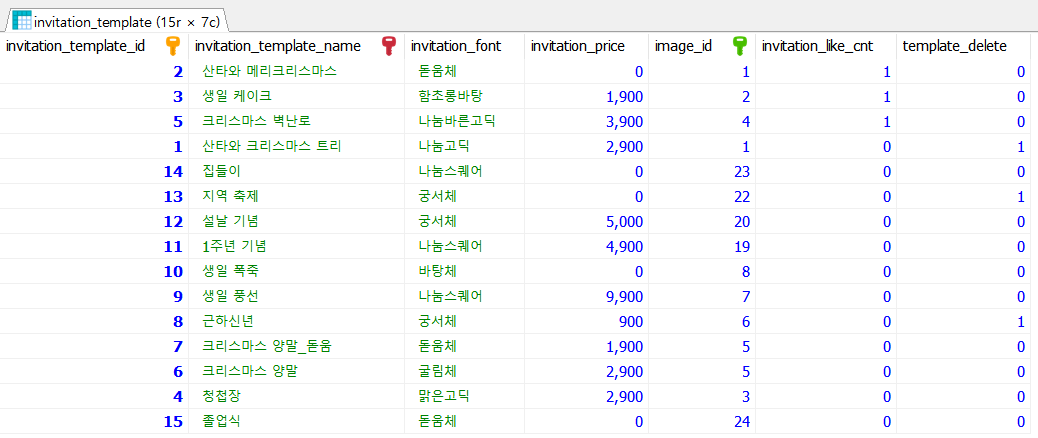 invitation_template (15r × 7c)
invitation_template_id invitation_template_name invitation_font invitation_price image_id invitation_like_cnt template_delete
2 산타와 메리크리스마스 돋움체 0 1 1 0
3 생일 케이크 함초롱바탕 1,900 2 1 0
5 크리스마스 벽난로 나눔바른고딕 3,900 4 1 0
1 산타와 크리스마스 트리 나눔고딕 2,900 1 0 1
14 집들이 나눔스퀘어 0 23 0 0
13 지역 축제 궁서체 0 22 0 1
12 설날 기념 궁서체 5,000 20 0 0
11 1주년 기념 나눔스퀘어 4,900 19 0 0
10 생일 폭죽 바탕체 0 8 0 0
9 생일 풍선 나눔스퀘어 9,900 7 0 0
8 근하신년 궁서체 900 6 0 1
7 크리스마스 양말_돋움 돋움체 1,900 5 0 0
6 크리스마스 양말 굴림체 2,900 5 0 0
4 청첩장 맑은고딕 2,900 3 0 0
15 졸업식 돋움체 0 24 0 0